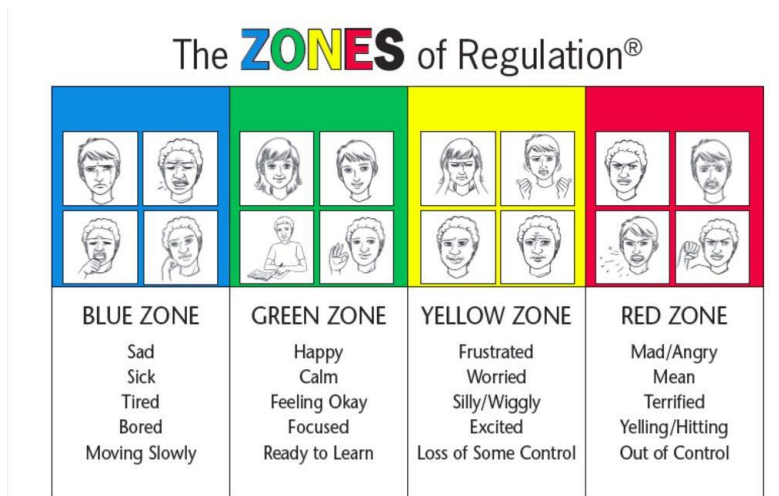 The ZONES of Regulation®
BLUE ZONE
Sad
Sick
Tired
Bored
Moving Slowly
GREEN ZONE
Happy
Calm
Feeling Okay
Focused
Ready to Learn
YELLOW ZONE
Frustrated
Worried
Silly/Wiggly
Excited
Loss of Some Control
RED ZONE
Mad/Angry
Mean
Terrified
Yelling/Hitting
Out of Control